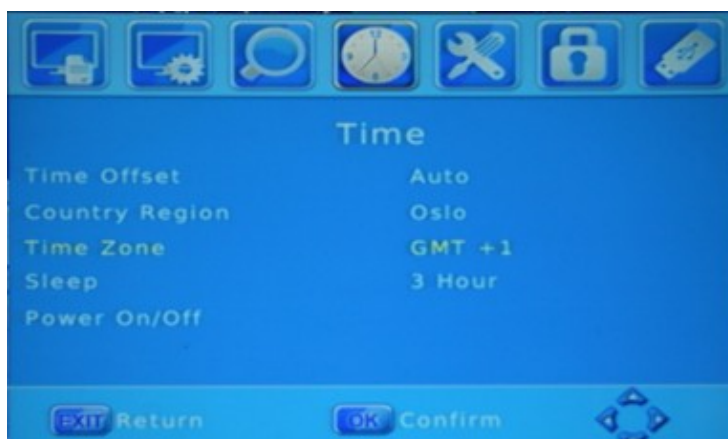 Time
Time Offset Auto
Country Region Oslo
Time Zone GMT +1
Sleep 3 Hour
Power On/Off
EXIT Return OK Confirm